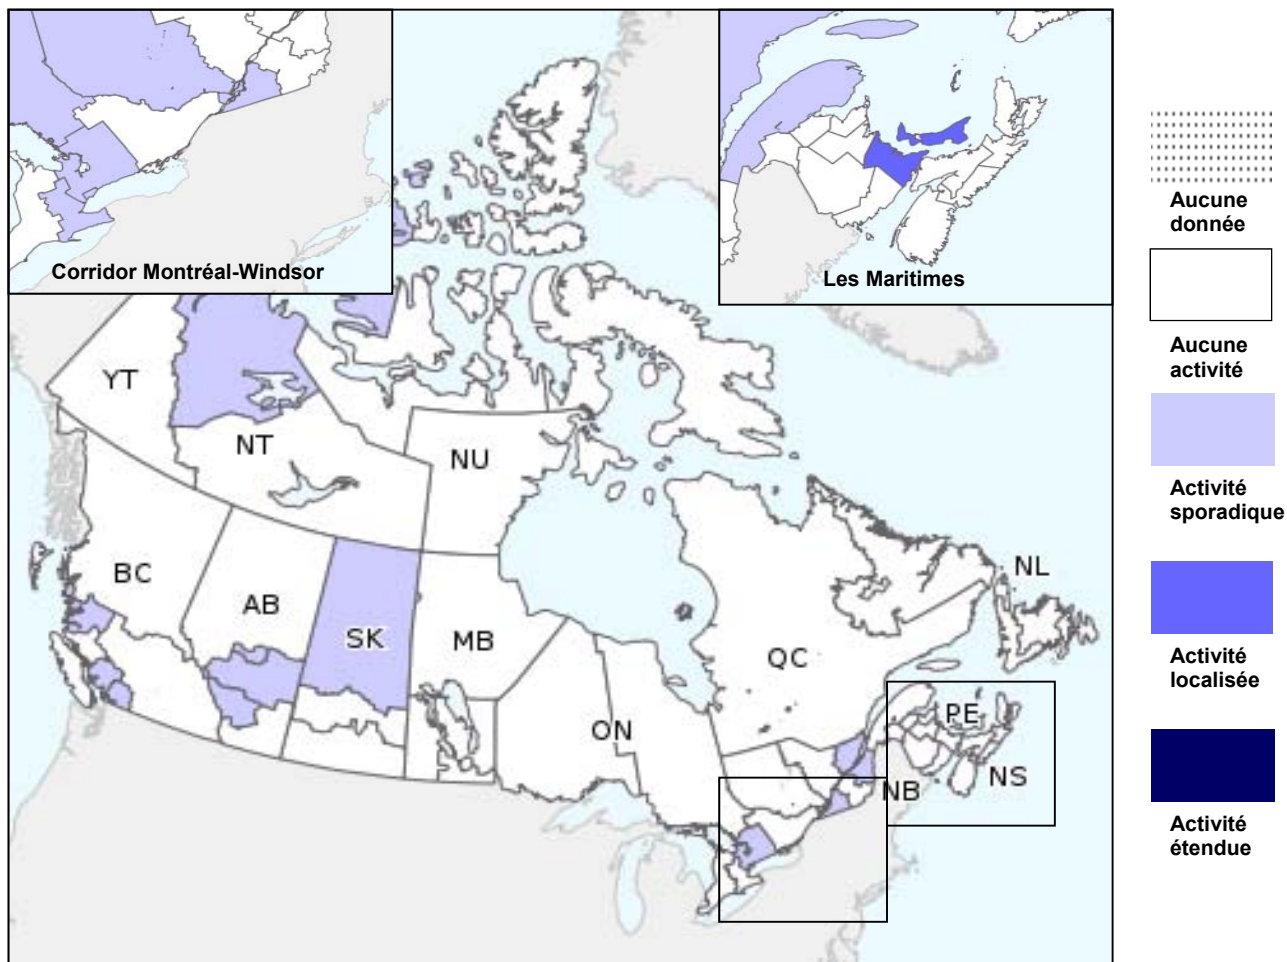 Corridor Montréal-Windsor
Les Maritimes
YT
NT
NU
BC
AB
SK
MB
ON
QC
NL
PE
NB
NS
Aucune
donnée
Aucune
activité
Activité
sporadique
Activité
localisée
Activité
étendue